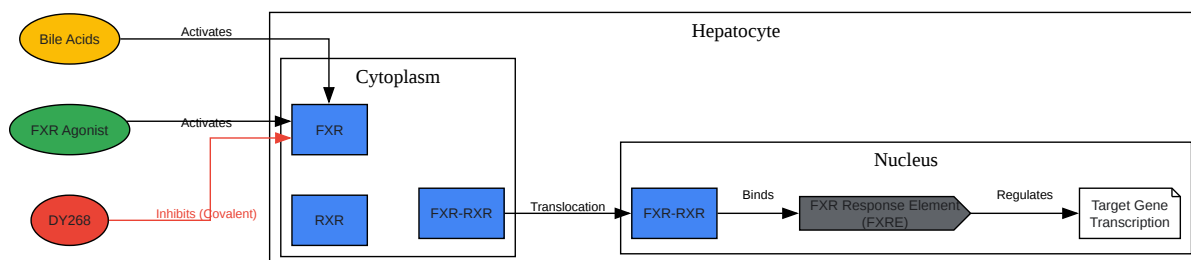 Hepatocyte
Cytoplasm
Nucleus
Bile Acids
Activates
FXR Agonist
Activates
FXR
DY268
Inhibits (Covalent)
RXR
FXR-RXR
Translocation
FXR-RXR
Binds
FXR Response Element
(FXRE)
Regulates
Target Gene
Transcription